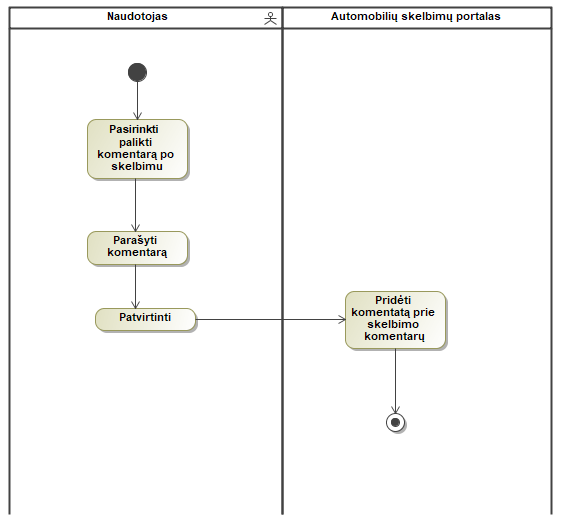 Naudotojas
Automobilių skelbimų portalas
Pasirinkti
palikti
komentarą po
skelbimu
Parašyti
komentarą
Patvirtinti
Pridėti
komentatą prie
skelbimo
komentarų